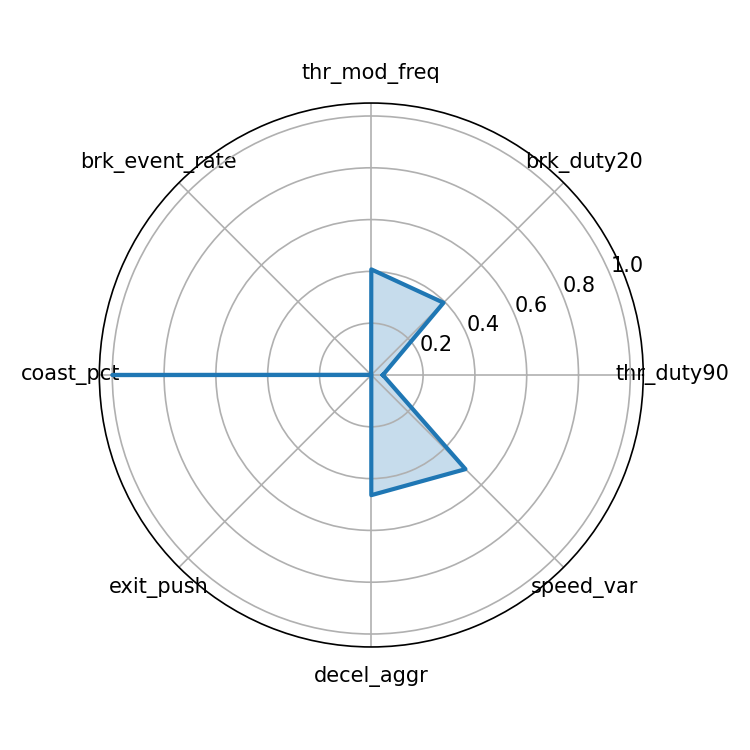 thr_mod_freq
brk_event_rate
brk_duty20
1.0
0.8
0.6
0.4
0.2
coast_pct
thr_duty90
exit_push
speed_var
decel_aggr